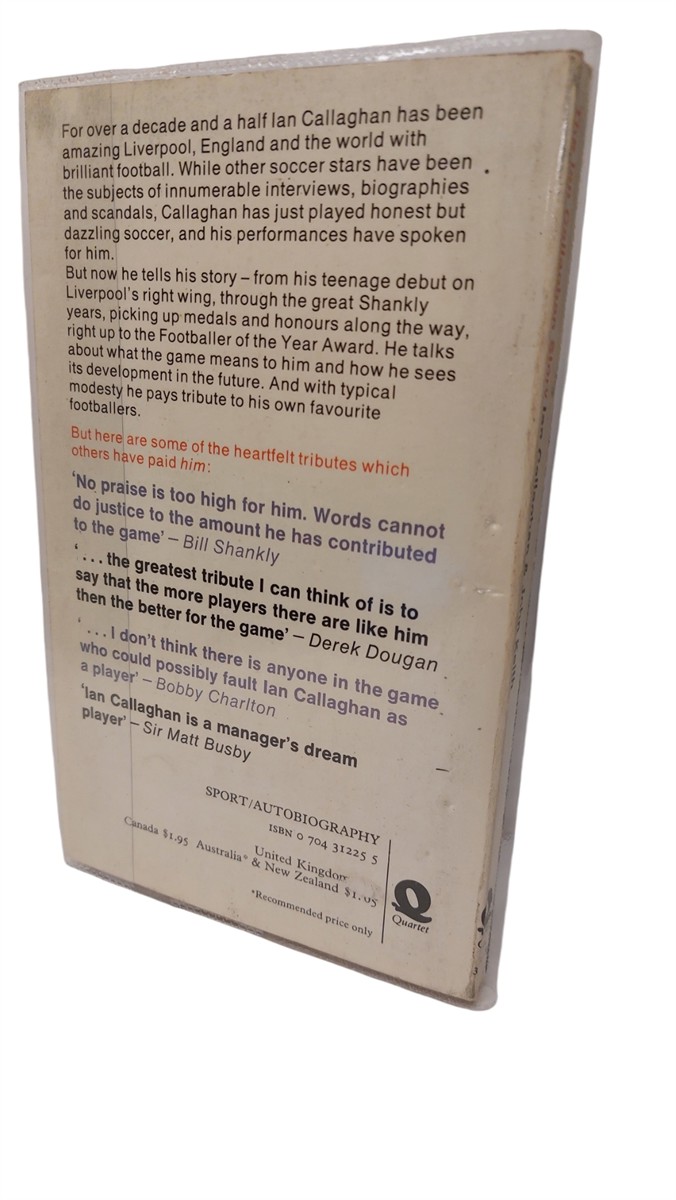 For over a decade and a half Ian Callaghan has been
amazing Liverpool, England and the world with
brilliant football. While other soccer stars have been
the subjects of innumerable interviews, biographies
and scandals, Callaghan has just played honest but
dazzling soccer, and his performances have spoken
for him.
But now he tells his story – from his teenage debut on
Liverpool's right wing, through the great Shankly
years, picking up medals and honours along the way,
right up to the Footballer of the Year Award. He talks
about what the game means to him and how he sees
its development in the future. And with typical
modesty he pays tribute to his own favourite
footballers.
But here are some of the heartfelt tributes which
others have paid him:
'No praise is too high for him. Words cannot
do justice to the amount he has contributed
to the game' – Bill Shankly
'... the greatest tribute I can think of is to
say that the more players there are like him
then the better for the game' – Derek Dougan
'... I don't think there is anyone in the game
who could possibly fault Ian Callaghan as
a player' – Bobby Charlton
'Ian Callaghan is a manager's dream
player' – Sir Matt Busby
SPORT/AUTOBIOGRAPHY
ISBN 0 704 31225 5
United Kingdom
Canada $1.95 Australia* & New Zealand
*Recommended price only
Quartet